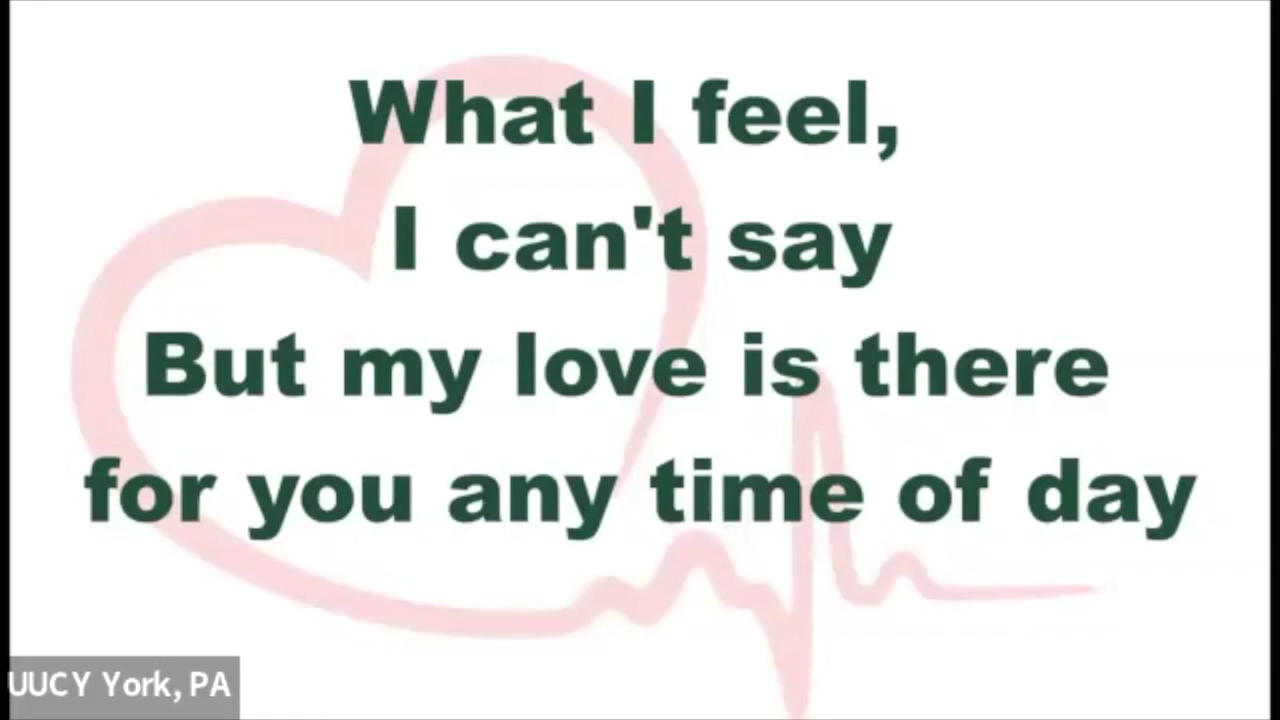 What I feel,
I can't say
But my love is there
for you any time of day
UUCY York, PA